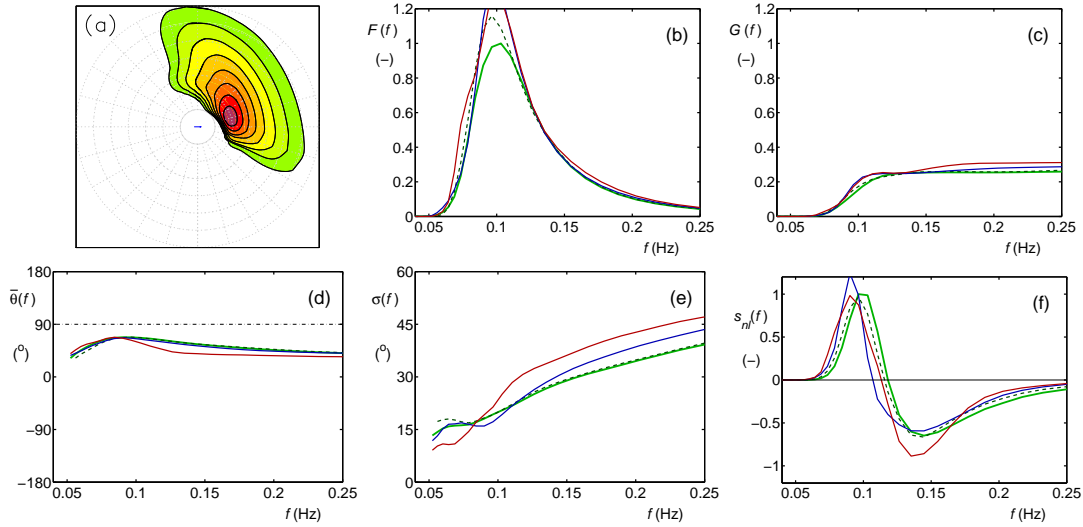 (a)
1.2
1
0.8
0.6
0.4
0.2
0
F (f)
(−)
(b)
0.05 0.1 0.15 0.2 0.25
f (Hz)
1.2
1
0.8
0.6
0.4
0.2
0
G (f)
(−)
(c)
0.05 0.1 0.15 0.2 0.25
f (Hz)
180
90
0
−90
−180
θ̅(f)
(°)
(d)
0.05 0.1 0.15 0.2 0.25
f (Hz)
60
45
30
15
0
σ(f)
(°)
(e)
0.05 0.1 0.15 0.2 0.25
f (Hz)
1
0.5
0
−0.5
−1
s_nl(f)
(−)
(f)
0.05 0.1 0.15 0.2 0.25
f (Hz)